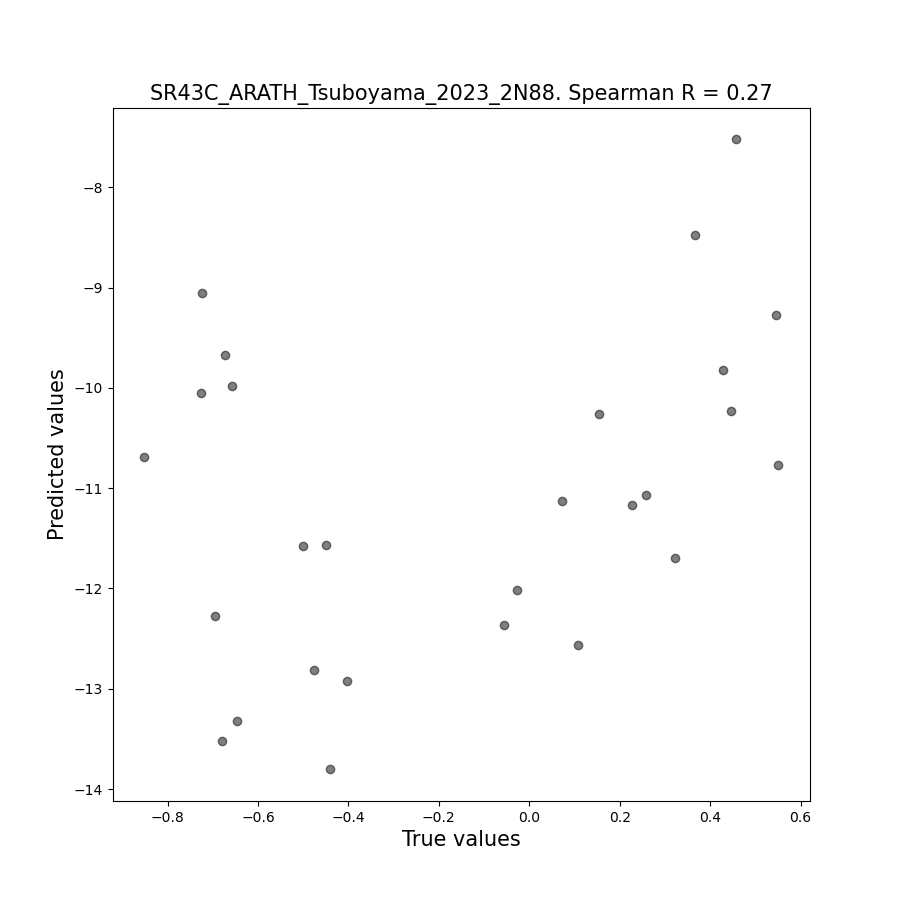 SR43C_ARATH_Tsuboyama_2023_2N88. Spearman R = 0.27
−8
−9
−10
−11
−12
−13
−14
Predicted values
−0.8 −0.6 −0.4 −0.2 0.0 0.2 0.4 0.6
True values